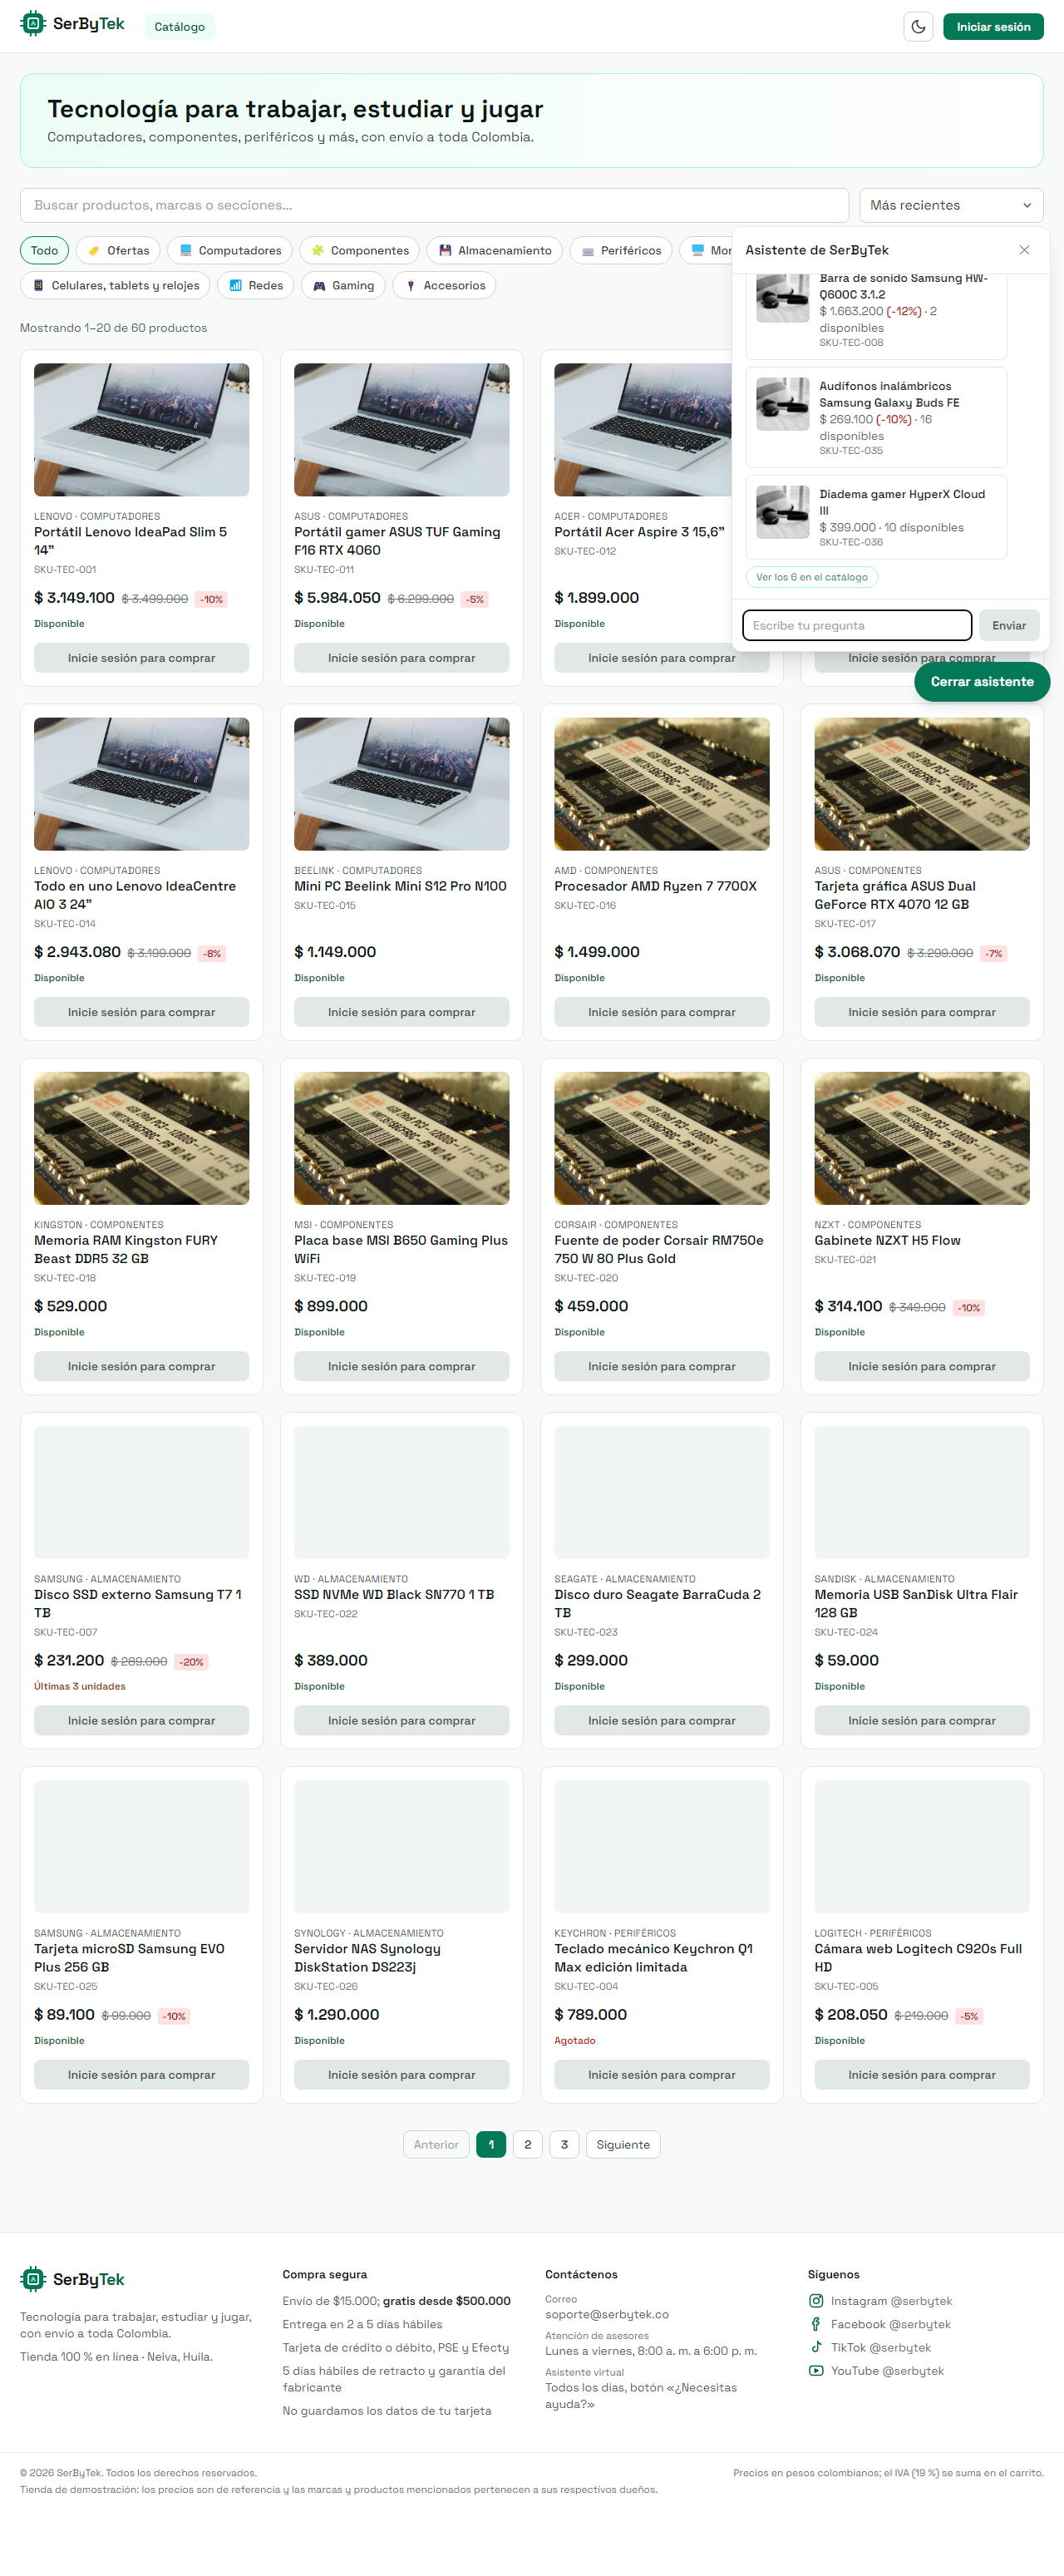 SerByTek
Catálogo
Iniciar sesión
Tecnología para trabajar, estudiar y jugar
Computadores, componentes, periféricos y más, con envío a toda Colombia.
Buscar productos, marcas o secciones...
Más recientes
Todo
Ofertas
Computadores
Componentes
Almacenamiento
Periféricos
Celulares, tablets y relojes
Redes
Gaming
Accesorios
Mostrando 1–20 de 60 productos
Asistente de SerByTek
Barra de sonido Samsung HW-
Q600C 3.1.2
$ 1.663.200 (-12%) · 2
disponibles
SKU-TEC-008
Audífonos inalámbricos
Samsung Galaxy Buds FE
$ 269.100 (-10%) · 16
disponibles
SKU-TEC-035
Diadema gamer HyperX Cloud
III
$ 399.000 · 10 disponibles
SKU-TEC-036
Ver los 6 en el catálogo
Escribe tu pregunta
Enviar
Cerrar asistente
LENOVO · COMPUTADORES
Portátil Lenovo IdeaPad Slim 5
14"
SKU-TEC-001
$ 3.149.100 $ 3.499.000 -10%
Disponible
Inicie sesión para comprar
ASUS · COMPUTADORES
Portátil gamer ASUS TUF Gaming
F16 RTX 4060
SKU-TEC-011
$ 5.984.050 $ 6.299.000 -5%
Disponible
Inicie sesión para comprar
ACER · COMPUTADORES
Portátil Acer Aspire 3 15,6"
SKU-TEC-012
$ 1.899.000
Disponible
Inicie sesión para comprar
Inicie sesión para comprar
LENOVO · COMPUTADORES
Todo en uno Lenovo IdeaCentre
AIO 3 24"
SKU-TEC-014
$ 2.943.080 $ 3.199.000 -8%
Disponible
Inicie sesión para comprar
BEELINK · COMPUTADORES
Mini PC Beelink Mini S12 Pro N100
SKU-TEC-015
$ 1.149.000
Disponible
Inicie sesión para comprar
AMD · COMPONENTES
Procesador AMD Ryzen 7 7700X
SKU-TEC-016
$ 1.499.000
Disponible
Inicie sesión para comprar
ASUS · COMPONENTES
Tarjeta gráfica ASUS Dual
GeForce RTX 4070 12 GB
SKU-TEC-017
$ 3.068.070 $ 3.299.000 -7%
Disponible
Inicie sesión para comprar
KINGSTON · COMPONENTES
Memoria RAM Kingston FURY
Beast DDR5 32 GB
SKU-TEC-018
$ 529.000
Disponible
Inicie sesión para comprar
MSI · COMPONENTES
Placa base MSI B650 Gaming Plus
WiFi
SKU-TEC-019
$ 899.000
Disponible
Inicie sesión para comprar
CORSAIR · COMPONENTES
Fuente de poder Corsair RM750e
750 W 80 Plus Gold
SKU-TEC-020
$ 459.000
Disponible
Inicie sesión para comprar
NZXT · COMPONENTES
Gabinete NZXT H5 Flow
SKU-TEC-021
$ 314.100 $ 349.000 -10%
Disponible
Inicie sesión para comprar
SAMSUNG · ALMACENAMIENTO
Disco SSD externo Samsung T7 1
TB
SKU-TEC-007
$ 231.200 $ 289.000 -20%
Últimas 3 unidades
Inicie sesión para comprar
WD · ALMACENAMIENTO
SSD NVMe WD Black SN770 1 TB
SKU-TEC-022
$ 389.000
Disponible
Inicie sesión para comprar
SEAGATE · ALMACENAMIENTO
Disco duro Seagate BarraCuda 2
TB
SKU-TEC-023
$ 299.000
Disponible
Inicie sesión para comprar
SANDISK · ALMACENAMIENTO
Memoria USB SanDisk Ultra Flair
128 GB
SKU-TEC-024
$ 59.000
Disponible
Inicie sesión para comprar
SAMSUNG · ALMACENAMIENTO
Tarjeta microSD Samsung EVO
Plus 256 GB
SKU-TEC-025
$ 89.100 $ 99.000 -10%
Disponible
Inicie sesión para comprar
SYNOLOGY · ALMACENAMIENTO
Servidor NAS Synology
DiskStation DS223j
SKU-TEC-026
$ 1.290.000
Disponible
Inicie sesión para comprar
KEYCHRON · PERIFÉRICOS
Teclado mecánico Keychron Q1
Max edición limitada
SKU-TEC-004
$ 789.000
Agotado
Inicie sesión para comprar
LOGITECH · PERIFÉRICOS
Cámara web Logitech C920s Full
HD
SKU-TEC-005
$ 208.050 $ 219.000 -5%
Disponible
Inicie sesión para comprar
Anterior 1 2 3 Siguiente
SerByTek
Tecnología para trabajar, estudiar y jugar,
con envío a toda Colombia.
Tienda 100 % en línea · Neiva, Huila.
Compra segura
Envío de $15.000; gratis desde $500.000
Entrega en 2 a 5 días hábiles
Tarjeta de crédito o débito, PSE y Efecty
5 días hábiles de retracto y garantía del
fabricante
No guardamos los datos de tu tarjeta
Contáctenos
Correo
soporte@serbytek.co
Atención de asesores
Lunes a viernes, 8:00 a. m. a 6:00 p. m.
Asistente virtual
Todos los días, botón «¿Necesitas
ayuda?»
Síguenos
Instagram @serbytek
Facebook @serbytek
TikTok @serbytek
YouTube @serbytek
© 2026 SerByTek. Todos los derechos reservados.
Precios en pesos colombianos; el IVA (19 %) se suma en el carrito.
Tienda de demostración: los precios son de referencia y las marcas y productos mencionados pertenecen a sus respectivos dueños.